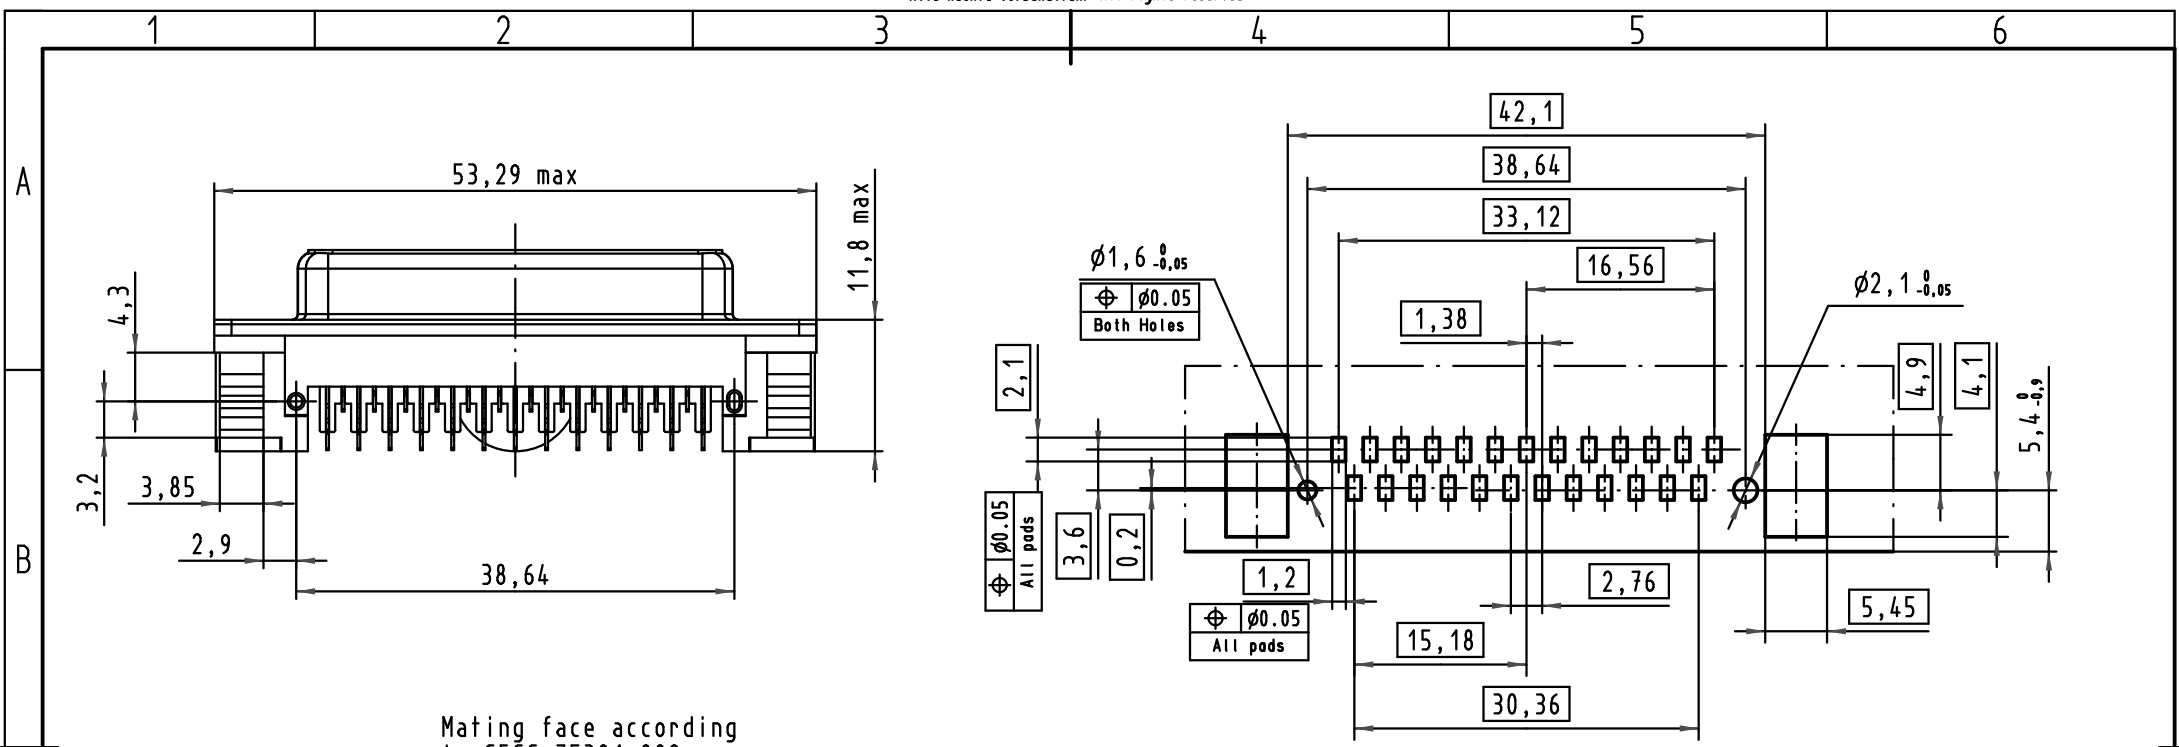 1 2 3 4 5 6
A
B
53,29 max
11,8 max
4,3
3,2
3,85
2,9
38,64
42,1
38,64
33,12
16,56
1,38
Ø1,6 0 -0,05
⌖ Ø0.05
Both Holes
Ø2,1 0 -0,05
2,1
4,9
4,1
5,4 0 -0,9
⌖ Ø0.05
All pads
3,6
0,2
1,2
⌖ Ø0.05
All pads
2,76
5,45
15,18
30,36
Mating face according